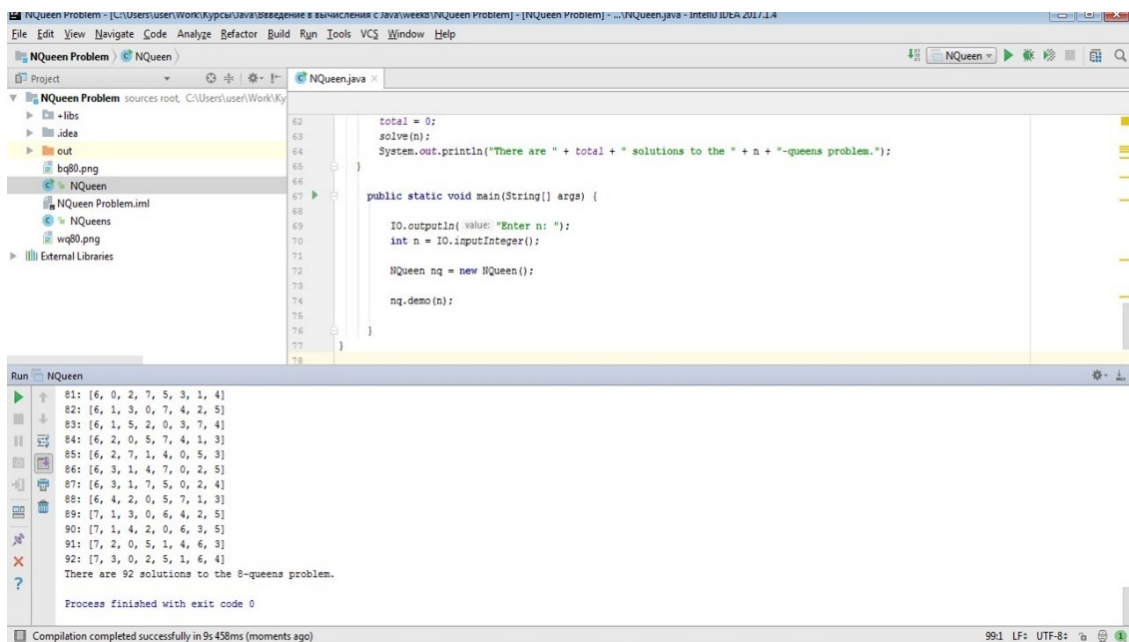 NQueen Problem - [C:\Users\user\Work\Курсы\Java\Введение в вычисления с Java\week8\NQueen Problem] - [NQueen Problem] - ...\NQueen.java - IntelliJ IDEA 2017.1.4
File Edit View Navigate Code Analyze Refactor Build Run Tools VCS Window Help
NQueen Problem NQueen
NQueen
Project
NQueen.java
NQueen Problem sources root, C:\Users\user\Work\Ку
+libs
.idea
out
bq80.png
NQueen
NQueen Problem.iml
NQueens
wq80.png
External Libraries
62 total = 0;
63 solve(n);
64 System.out.println("There are " + total + " solutions to the " + n + "-queens problem.");
65 }
66
67 public static void main(String[] args) {
68
69 IO.outputln( value: "Enter n: ");
70 int n = IO.inputInteger();
71
72 NQueen nq = new NQueen();
73
74 nq.demo(n);
75
76 }
77 }
78
Run NQueen
81: [6, 0, 2, 7, 5, 3, 1, 4]
82: [6, 1, 3, 0, 7, 4, 2, 5]
83: [6, 1, 5, 2, 0, 3, 7, 4]
84: [6, 2, 0, 5, 7, 4, 1, 3]
85: [6, 2, 7, 1, 4, 0, 5, 3]
86: [6, 3, 1, 4, 7, 0, 2, 5]
87: [6, 3, 1, 7, 5, 0, 2, 4]
88: [6, 4, 2, 0, 5, 7, 1, 3]
89: [7, 1, 3, 0, 6, 4, 2, 5]
90: [7, 1, 4, 2, 0, 6, 3, 5]
91: [7, 2, 0, 5, 1, 4, 6, 3]
92: [7, 3, 0, 2, 5, 1, 6, 4]
There are 92 solutions to the 8-queens problem.
Process finished with exit code 0
Compilation completed successfully in 9s 458ms (moments ago)
99:1 LF÷ UTF-8÷ 1